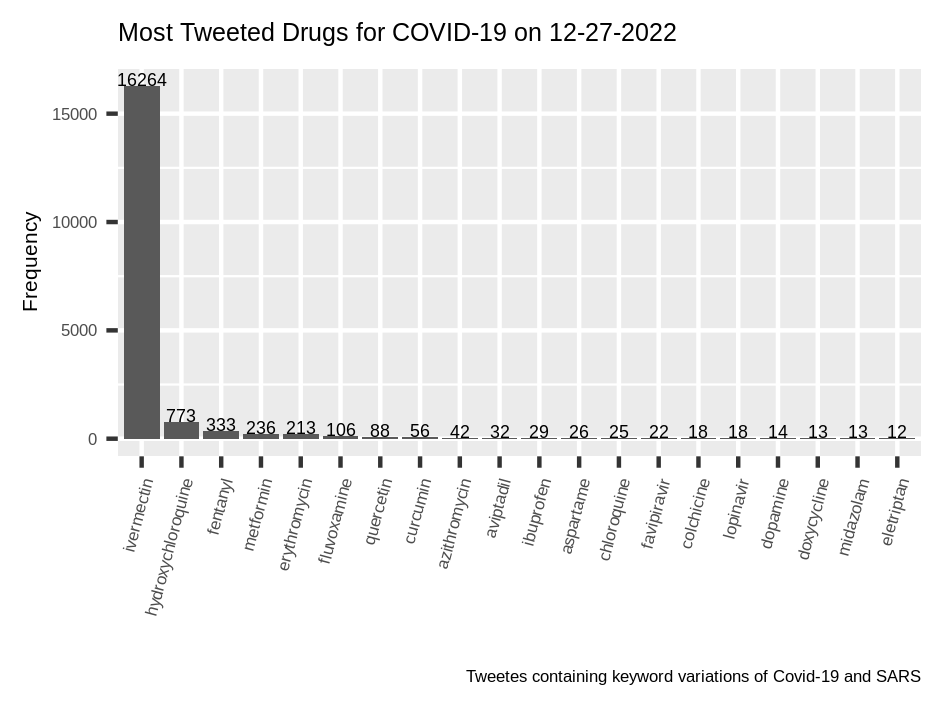 Most Tweeted Drugs for COVID-19 on 12-27-2022
Frequency
15000
10000
5000
0
16264
773
333
236
213
106
88
56
42
32
29
26
25
22
18
18
14
13
13
12
ivermectin
hydroxychloroquine
fentanyl
metformin
erythromycin
fluvoxamine
quercetin
curcumin
azithromycin
aviptadil
ibuprofen
aspartame
chloroquine
favipiravir
colchicine
lopinavir
dopamine
doxycycline
midazolam
eletriptan
Tweetes containing keyword variations of Covid-19 and SARS